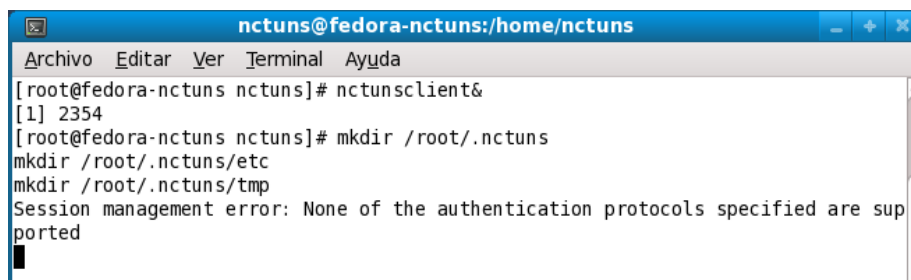 nctuns@fedora-nctuns:/home/nctuns
Archivo Editar Ver Terminal Ayuda
[root@fedora-nctuns nctuns]# nctunsclient&
[1] 2354
[root@fedora-nctuns nctuns]# mkdir /root/.nctuns
mkdir /root/.nctuns/etc
mkdir /root/.nctuns/tmp
Session management error: None of the authentication protocols specified are sup
ported